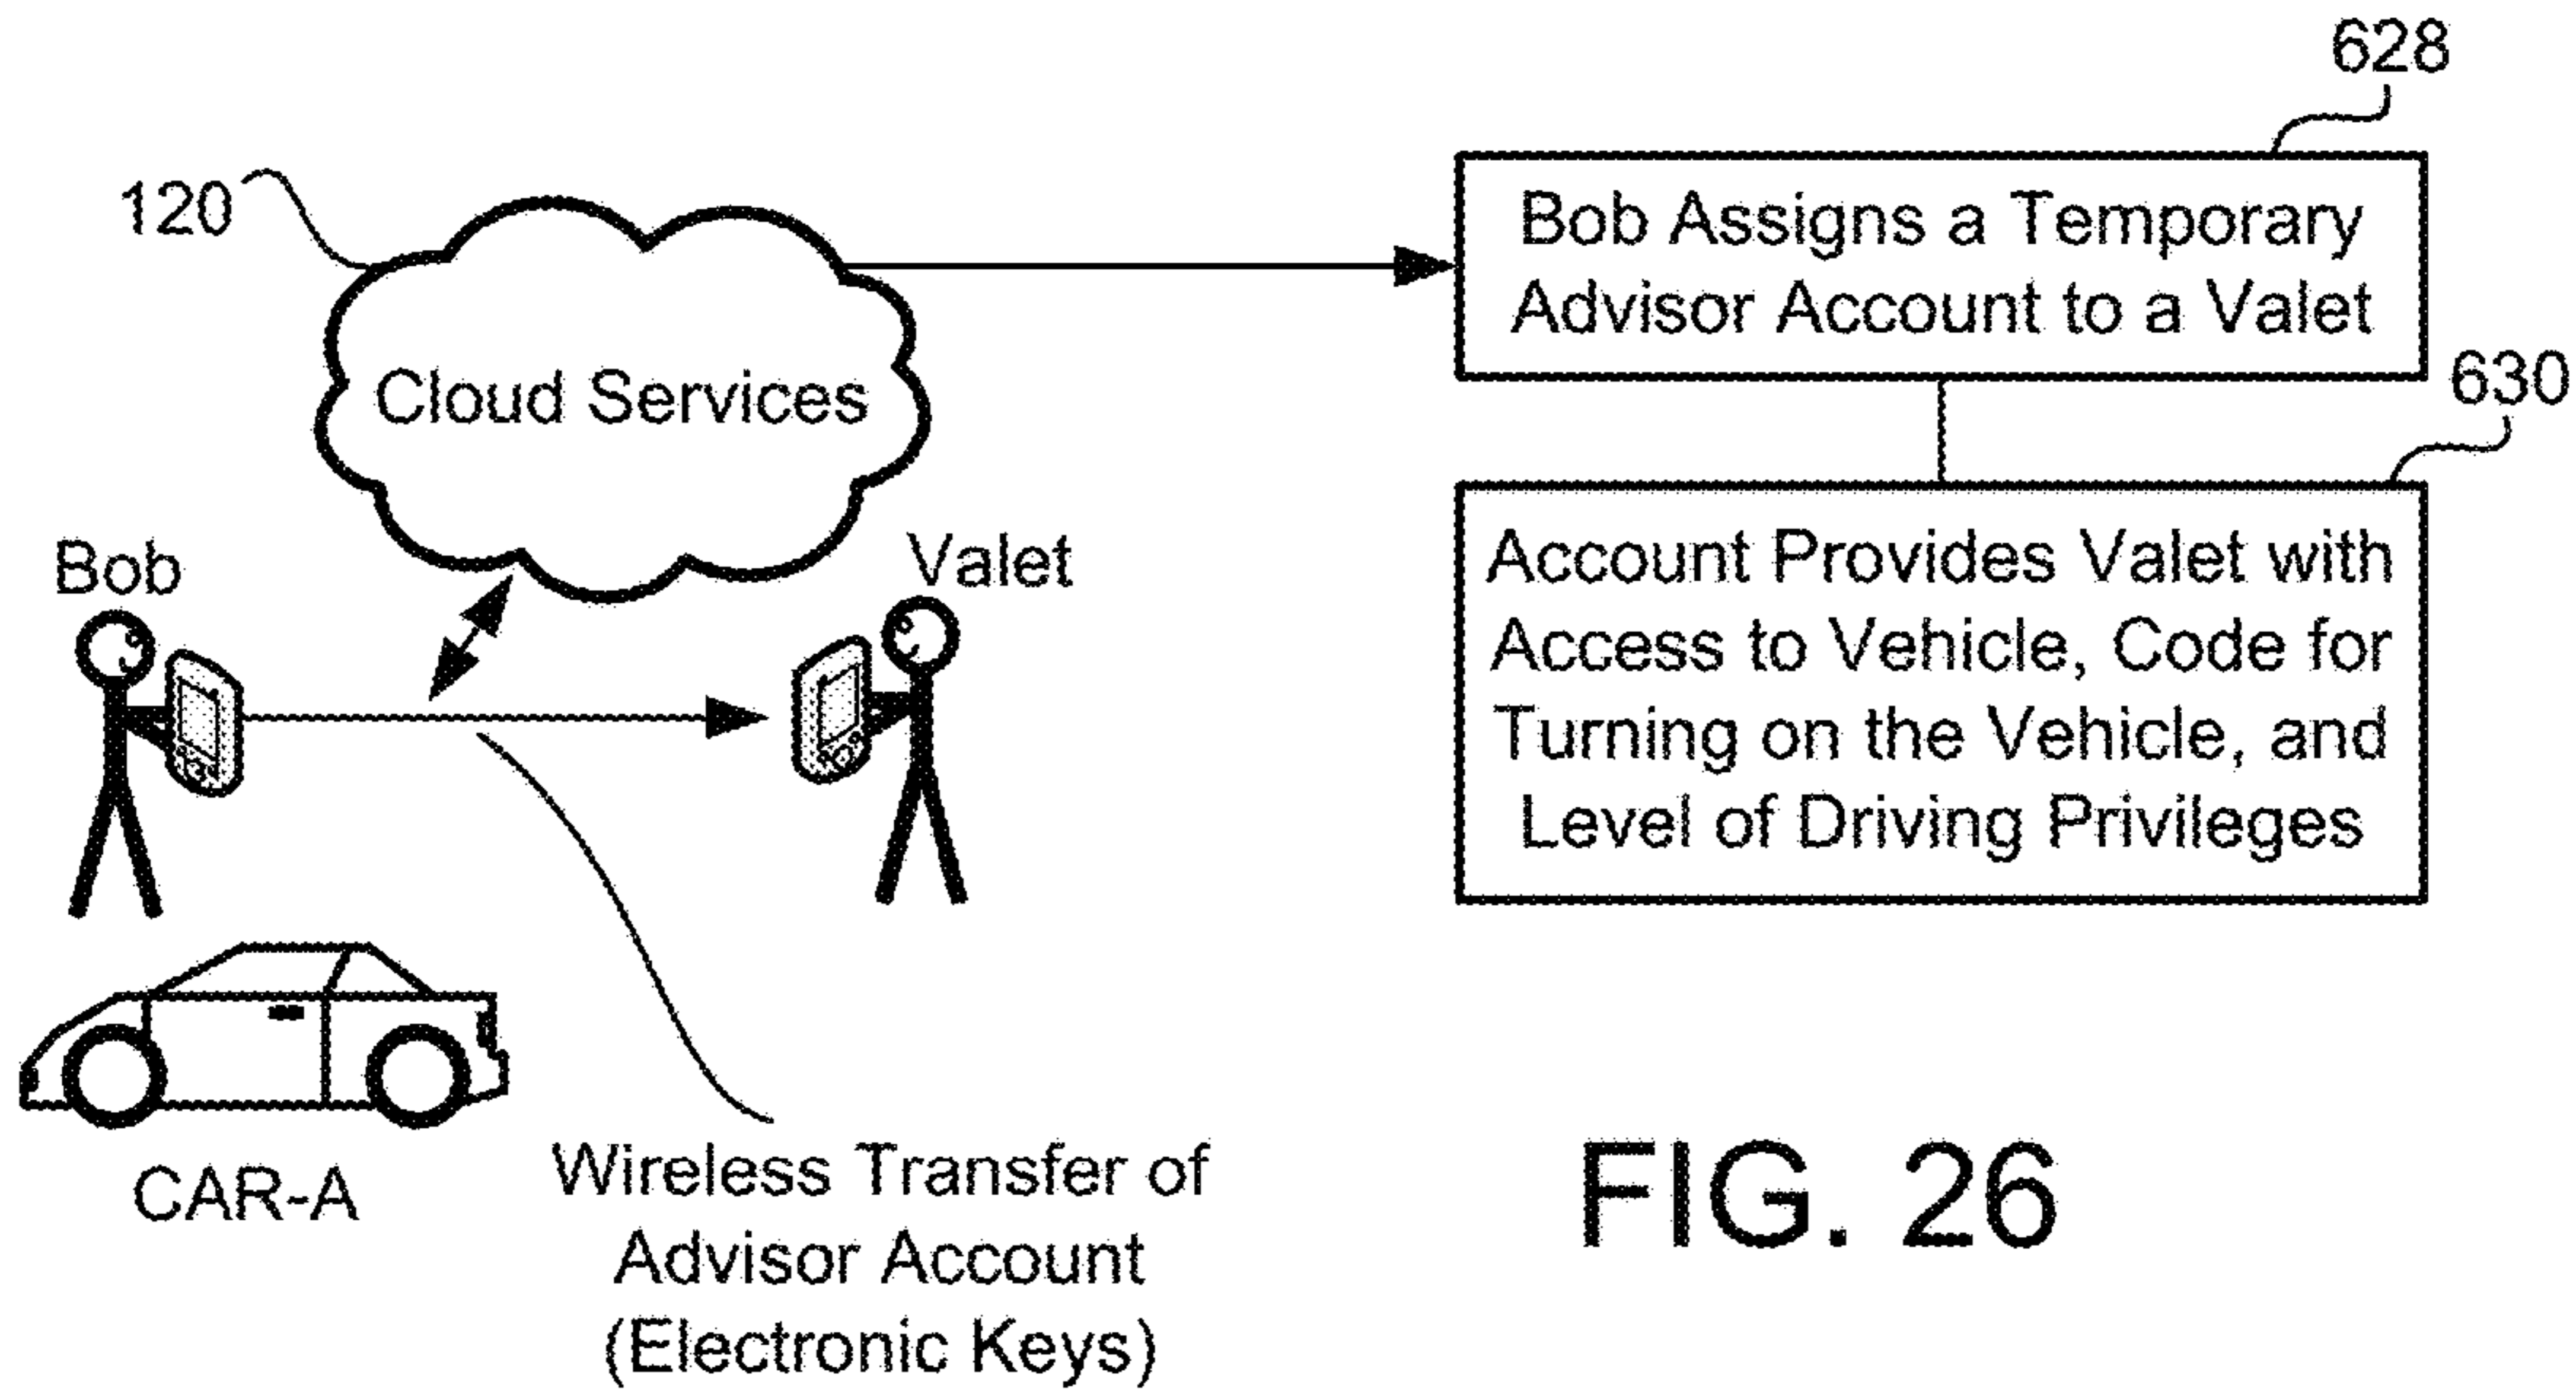 628
120
Bob Assigns a Temporary
Advisor Account to a Valet
630
Cloud Services
Bob
Valet
Account Provides Valet with
Access to Vehicle, Code for
Turning on the Vehicle, and
Level of Driving Privileges
CAR-A
Wireless Transfer of
Advisor Account
(Electronic Keys)
FIG. 26